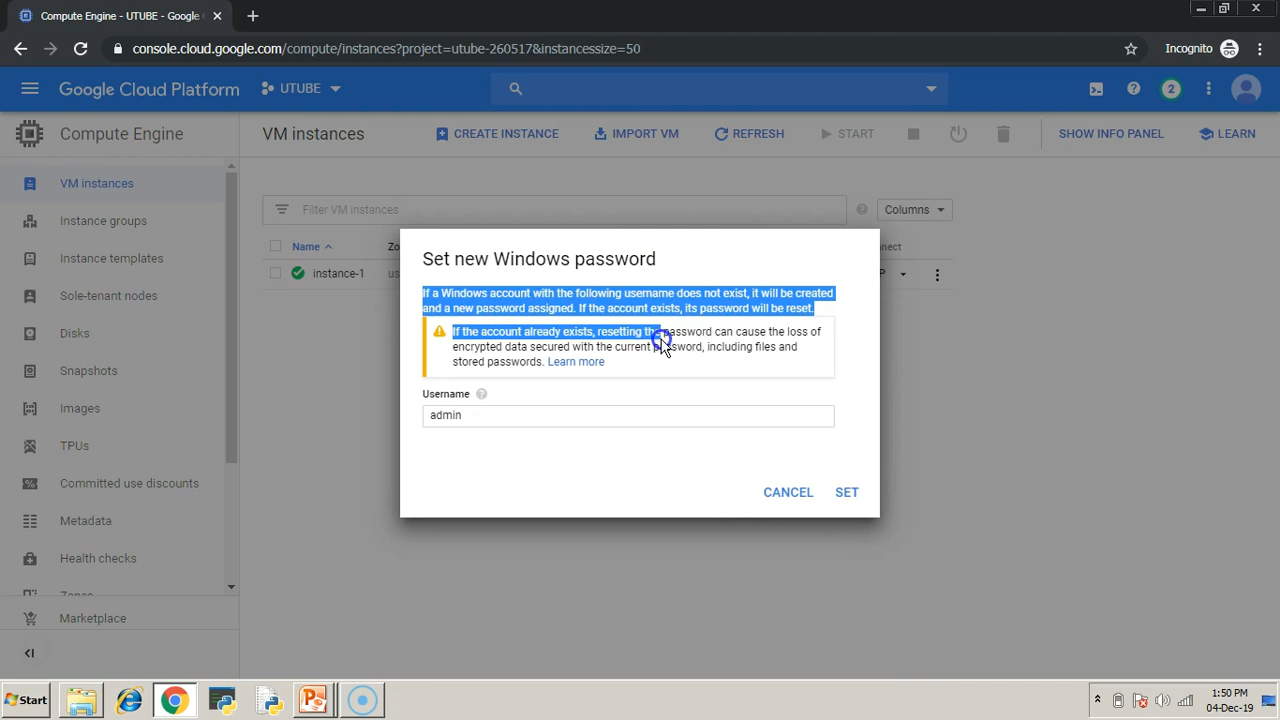 Compute Engine - UTUBE - Google
console.cloud.google.com/compute/instances?project=utube-260517&instancessize=50
Incognito
Google Cloud Platform
UTUBE
2
Compute Engine
VM instances
CREATE INSTANCE
IMPORT VM
REFRESH
START
SHOW INFO PANEL
LEARN
VM instances
Instance groups
Instance templates
Sole-tenant nodes
Disks
Snapshots
Images
TPUs
Committed use discounts
Metadata
Health checks
Zones
Marketplace
Filter VM instances
Columns
Name
instance-1
Set new Windows password
If a Windows account with the following username does not exist, it will be created
and a new password assigned. If the account exists, its password will be reset.
If the account already exists, resetting the password can cause the loss of
encrypted data secured with the current password, including files and
stored passwords. Learn more
Username
admin
CANCEL
SET
Start
1:50 PM
04-Dec-19